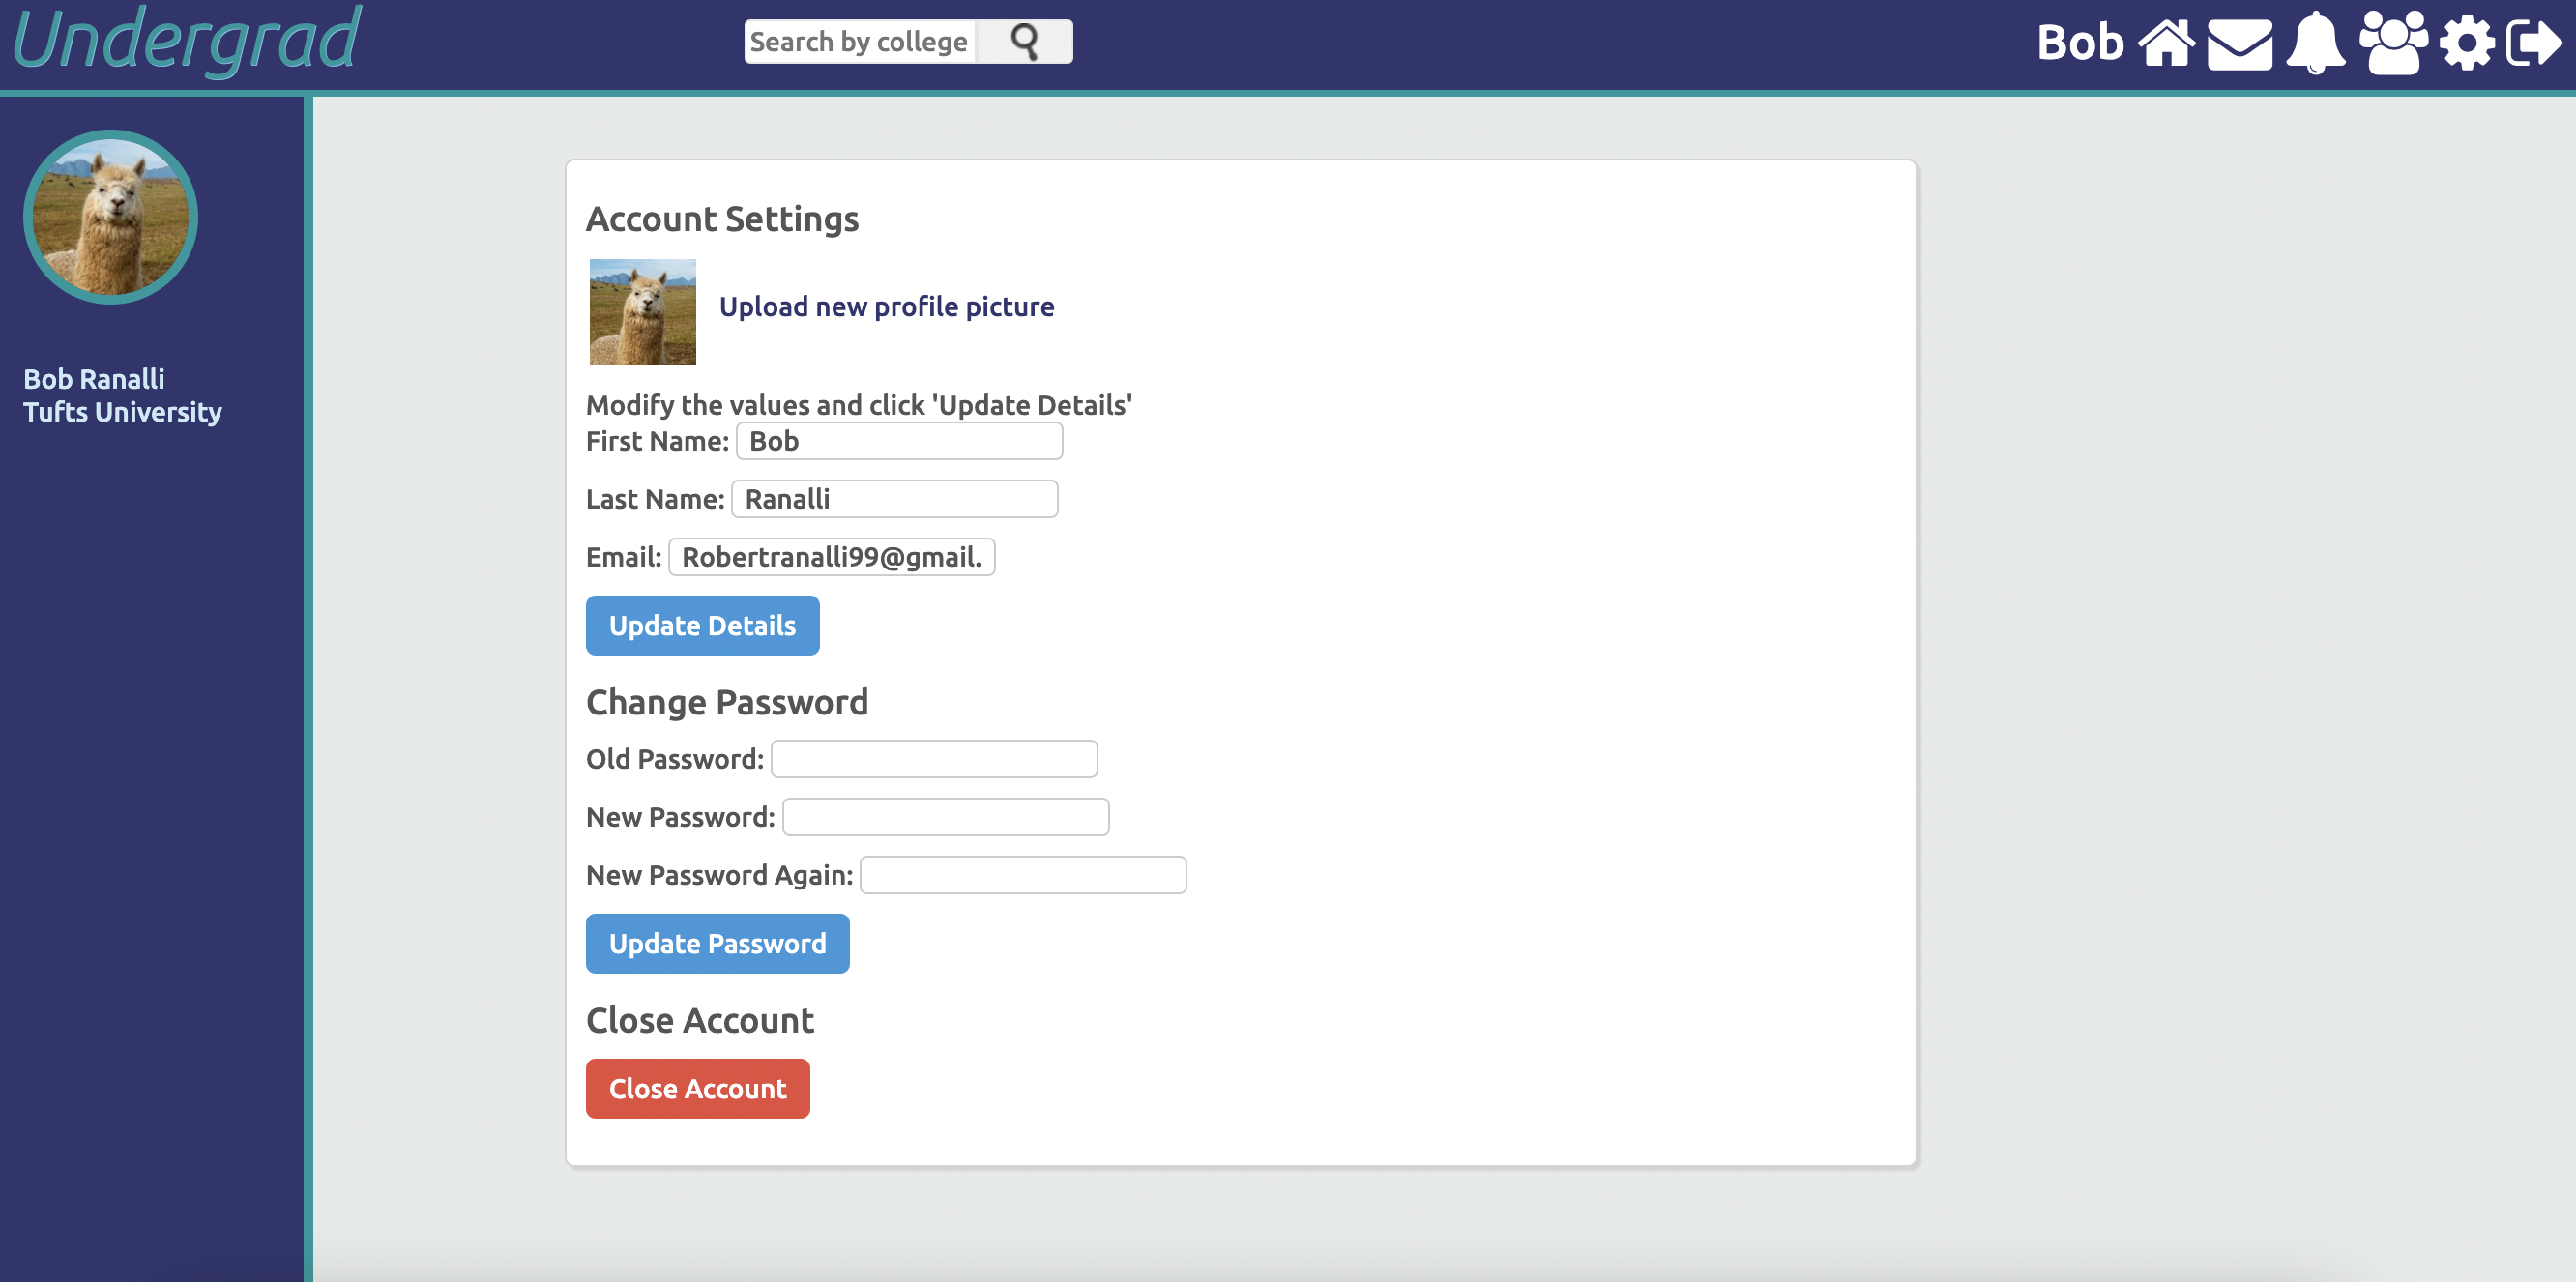 Undergrad
Search by college
Bob
Bob Ranalli
Tufts University
Account Settings
Upload new profile picture
Modify the values and click 'Update Details'
First Name: Bob
Last Name: Ranalli
Email: Robertranalli99@gmail.
Update Details
Change Password
Old Password:
New Password:
New Password Again:
Update Password
Close Account
Close Account